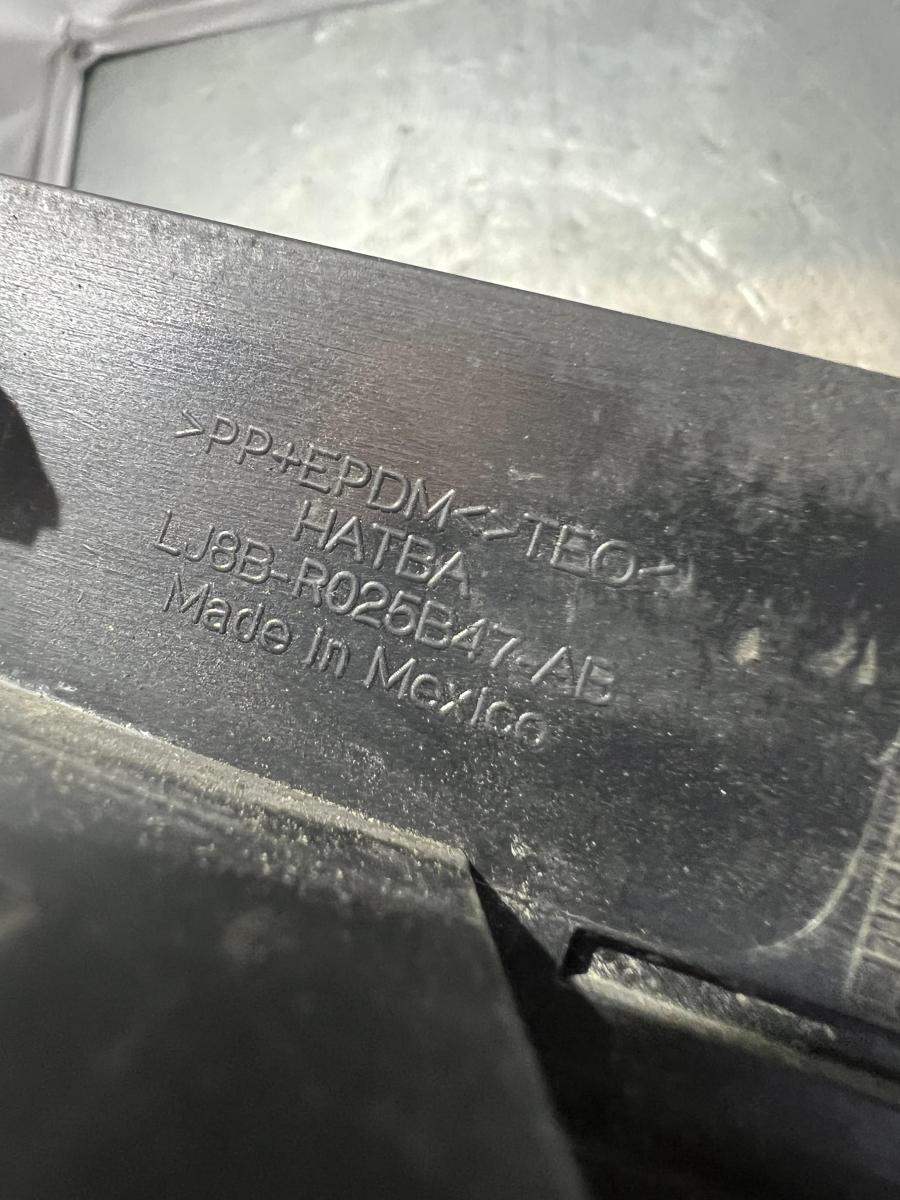 >PP+EPDM<>TEO<
HATBA
LJ8B-R025B47-AB
Made in Mexico